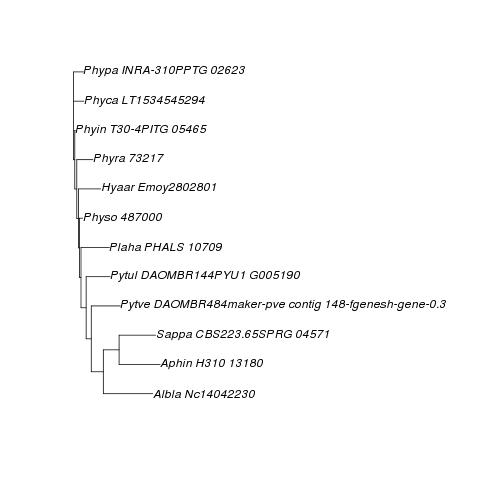 Phypa INRA-310PPTG 02623
Phyca LT1534545294
Phyin T30-4PITG 05465
Phyra 73217
Hyaar Emoy2802801
Physo 487000
Plaha PHALS 10709
Pytul DAOMBR144PYU1 G005190
Pytve DAOMBR484maker-pve contig 148-fgenesh-gene-0.3
Sappa CBS223.65SPRG 04571
Aphin H310 13180
Albla Nc14042230